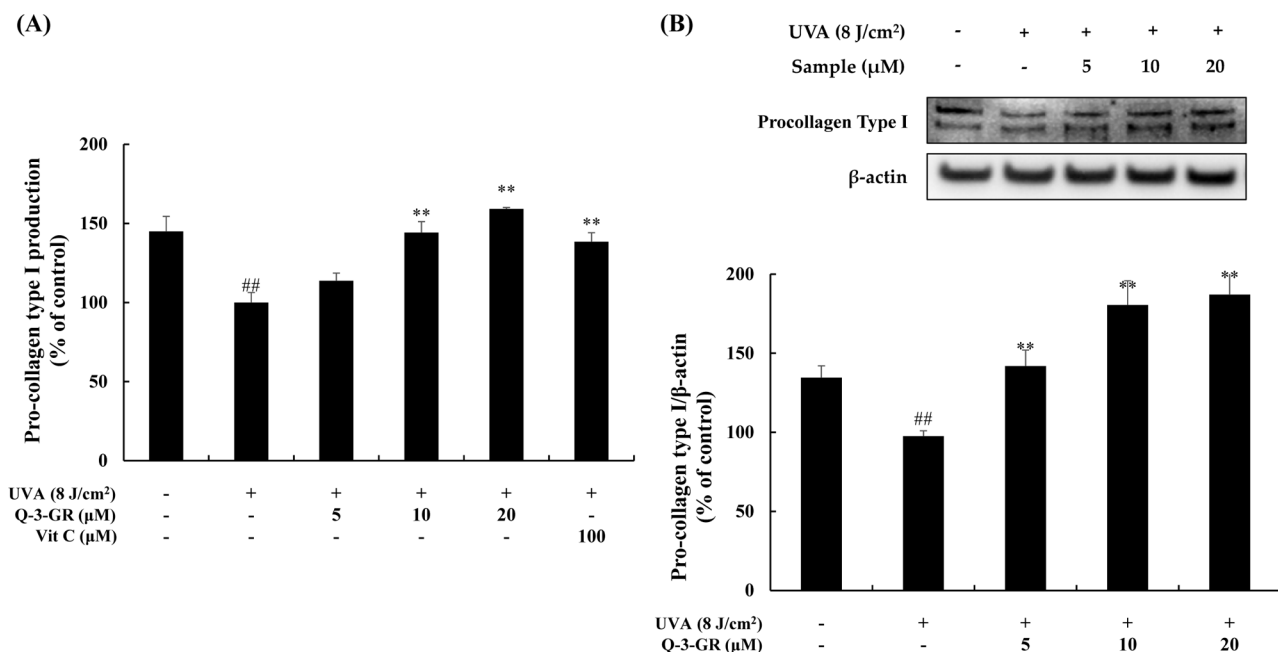 (A)
200
150
100
50
0
Pro-collagen type I production
(% of control)
##
**
**
**
UVA (8 J/cm²) - + + + + +
Q-3-GR (µM) - - 5 10 20 -
Vit C (µM) - - - - - 100
(B)
UVA (8 J/cm²) - + + + +
Sample (µM) - - 5 10 20
Procollagen Type I
β-actin
200
150
100
50
0
Pro-collagen type I/β-actin
(% of control)
##
**
**
**
UVA (8 J/cm²) - + + + +
Q-3-GR (µM) - - 5 10 20